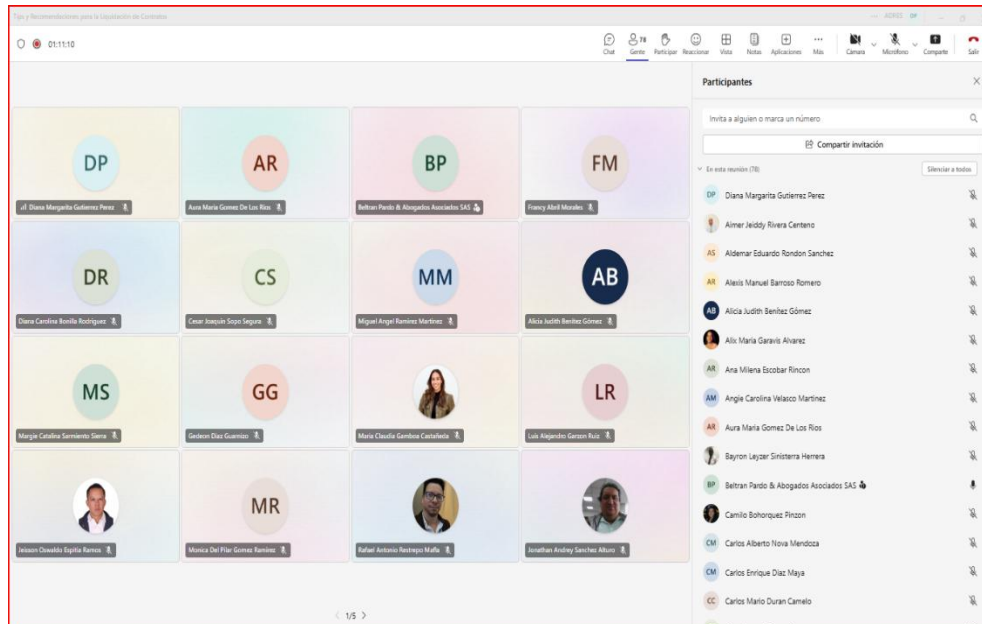 Tips y Recomendaciones para la Liquidación de Contratos
AGREE DP
01:11:10
Chat
78
Gente
Participar
Reaccionar
Vista
Notas
Aplicaciones
Más
Cámara
Micrófono
Compartir
Salir
DP
Diana Margarita Gutierrez Perez
AR
Aura Maria Gomez De Los Rios
BP
Beltran Pardo & Abogados Asociados SAS
FM
Francy Abril Morales
DR
Diana Carolina Bonilla Rodriguez
CS
Cesar Joaquin Sopo Segura
MM
Miguel Angel Ramirez Martinez
AB
Alicia Judith Benítez Gómez
MS
Margie Catalina Sarmiento Sierra
GG
Gedeon Diaz Guarnizo
Maria Claudia Gamboa Castañeda
LR
Luis Alejandro Garzon Ruiz
Jeisson Oswaldo Espitia Ramos
MR
Monica Del Pilar Gomez Ramirez
Rafael Antonio Restrepo Mafla
Jonathan Andrey Sanchez Alturo
1/5
Participantes
Invita a alguien o marca un número
Compartir invitación
En esta reunión (78)
Silenciar a todos
DP Diana Margarita Gutierrez Perez
Aimer Jeiddy Rivera Centeno
AS Aldemar Eduardo Rondon Sanchez
AR Alexis Manuel Barroso Romero
AB Alicia Judith Benítez Gómez
Alix Maria Garavis Alvarez
AR Ana Milena Escobar Rincon
AM Angie Carolina Velasco Martinez
AR Aura Maria Gomez De Los Rios
Bayron Leyzer Sinisterra Herrera
BP Beltran Pardo & Abogados Asociados SAS
Camilo Bohorquez Pinzon
CM Carlos Alberto Nova Mendoza
CM Carlos Enrique Diaz Maya
CC Carlos Mario Duran Camelo